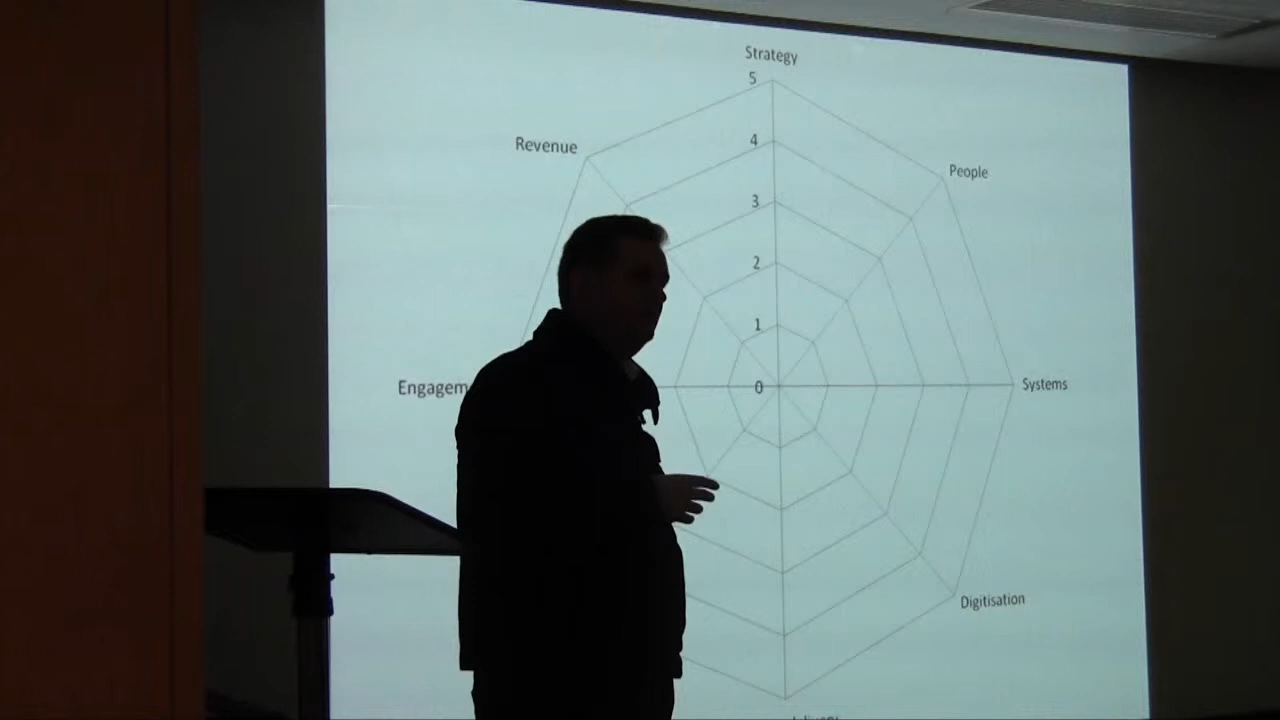 Strategy
5
Revenue
4
People
3
2
1
Engagem
0
Systems
Digitisation